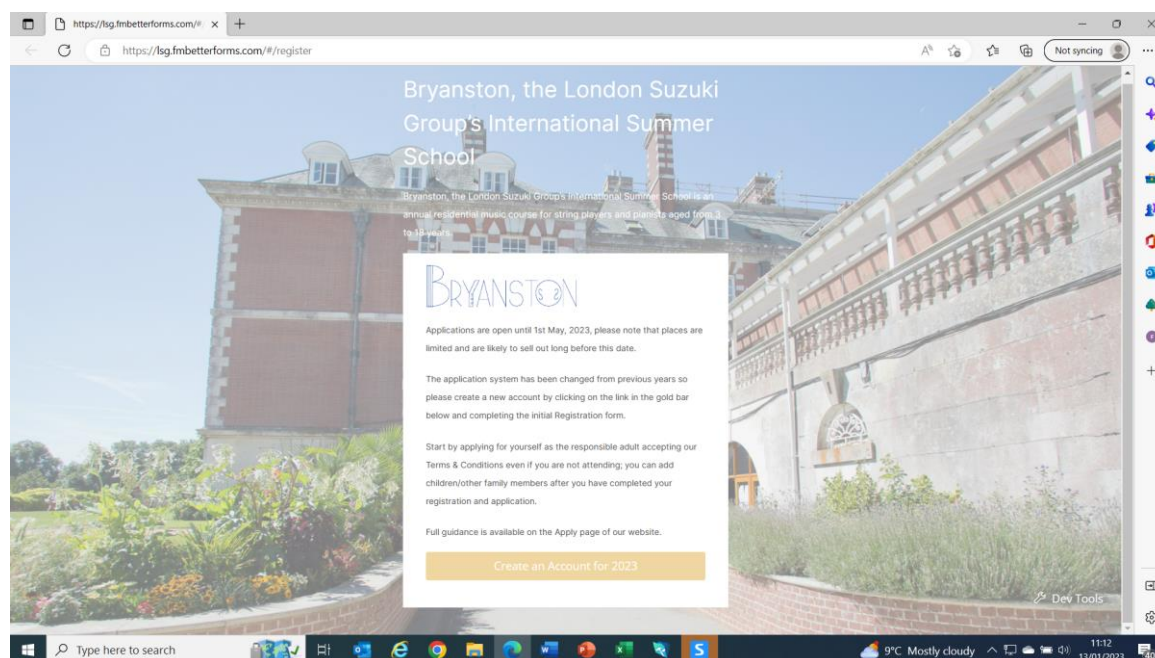 https://lsg.fmbetterforms.com/#/
https://lsg.fmbetterforms.com/#/register
Not syncing
Bryanston, the London Suzuki
Group's International Summer
School
Bryanston, the London Suzuki Group's International Summer School is an
annual residential music course for string players and pianists aged from 3
to 18 years.
BRYANSTON
Applications are open until 1st May, 2023, please note that places are
limited and are likely to sell out long before this date.
The application system has been changed from previous years so
please create a new account by clicking on the link in the gold bar
below and completing the initial Registration form.
Start by applying for yourself as the responsible adult accepting our
Terms & Conditions even if you are not attending; you can add
children/other family members after you have completed your
registration and application.
Full guidance is available on the Apply page of our website.
Create an Account for 2023
Dev Tools
Type here to search
9°C Mostly cloudy
11:12
13/01/2023